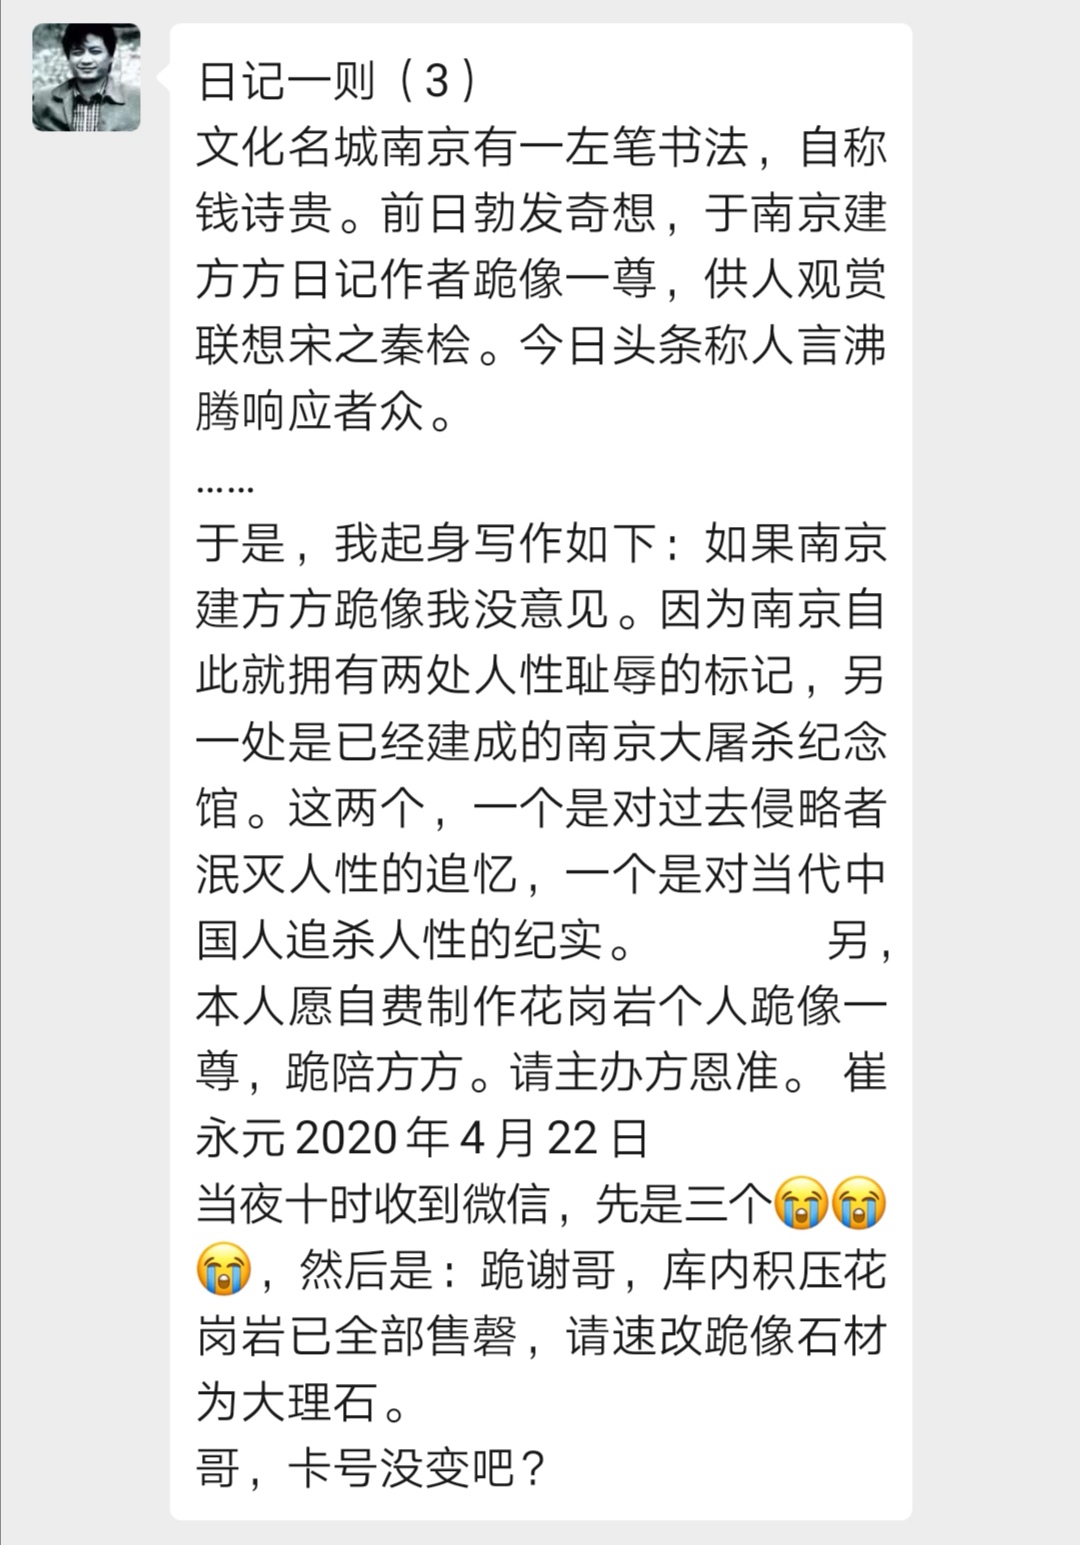 日记一则（3）
文化名城南京有一左笔书法，自称
钱诗贵。前日勃发奇想，于南京建
方方日记作者跪像一尊，供人观赏
联想宋之秦桧。今日头条称人言沸
腾响应者众。
……
于是，我起身写作如下：如果南京
建方方跪像我没意见。因为南京自
此就拥有两处人性耻辱的标记，另
一处是已经建成的南京大屠杀纪念
馆。这两个，一个是对过去侵略者
泯灭人性的追忆，一个是对当代中
国人追杀人性的纪实。 另，
本人愿自费制作花岗岩个人跪像一
尊，跪陪方方。请主办方恩准。 崔
永元2020年4月22日
当夜十时收到微信，先是三个😭😭
😭，然后是：跪谢哥，库内积压花
岗岩已全部售磬，请速改跪像石材
为大理石。
哥，卡号没变吧？